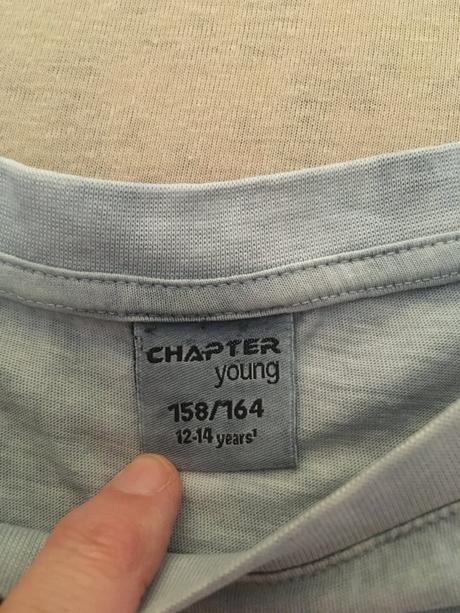 CHAPTER
young
158/164
12-14 years¹